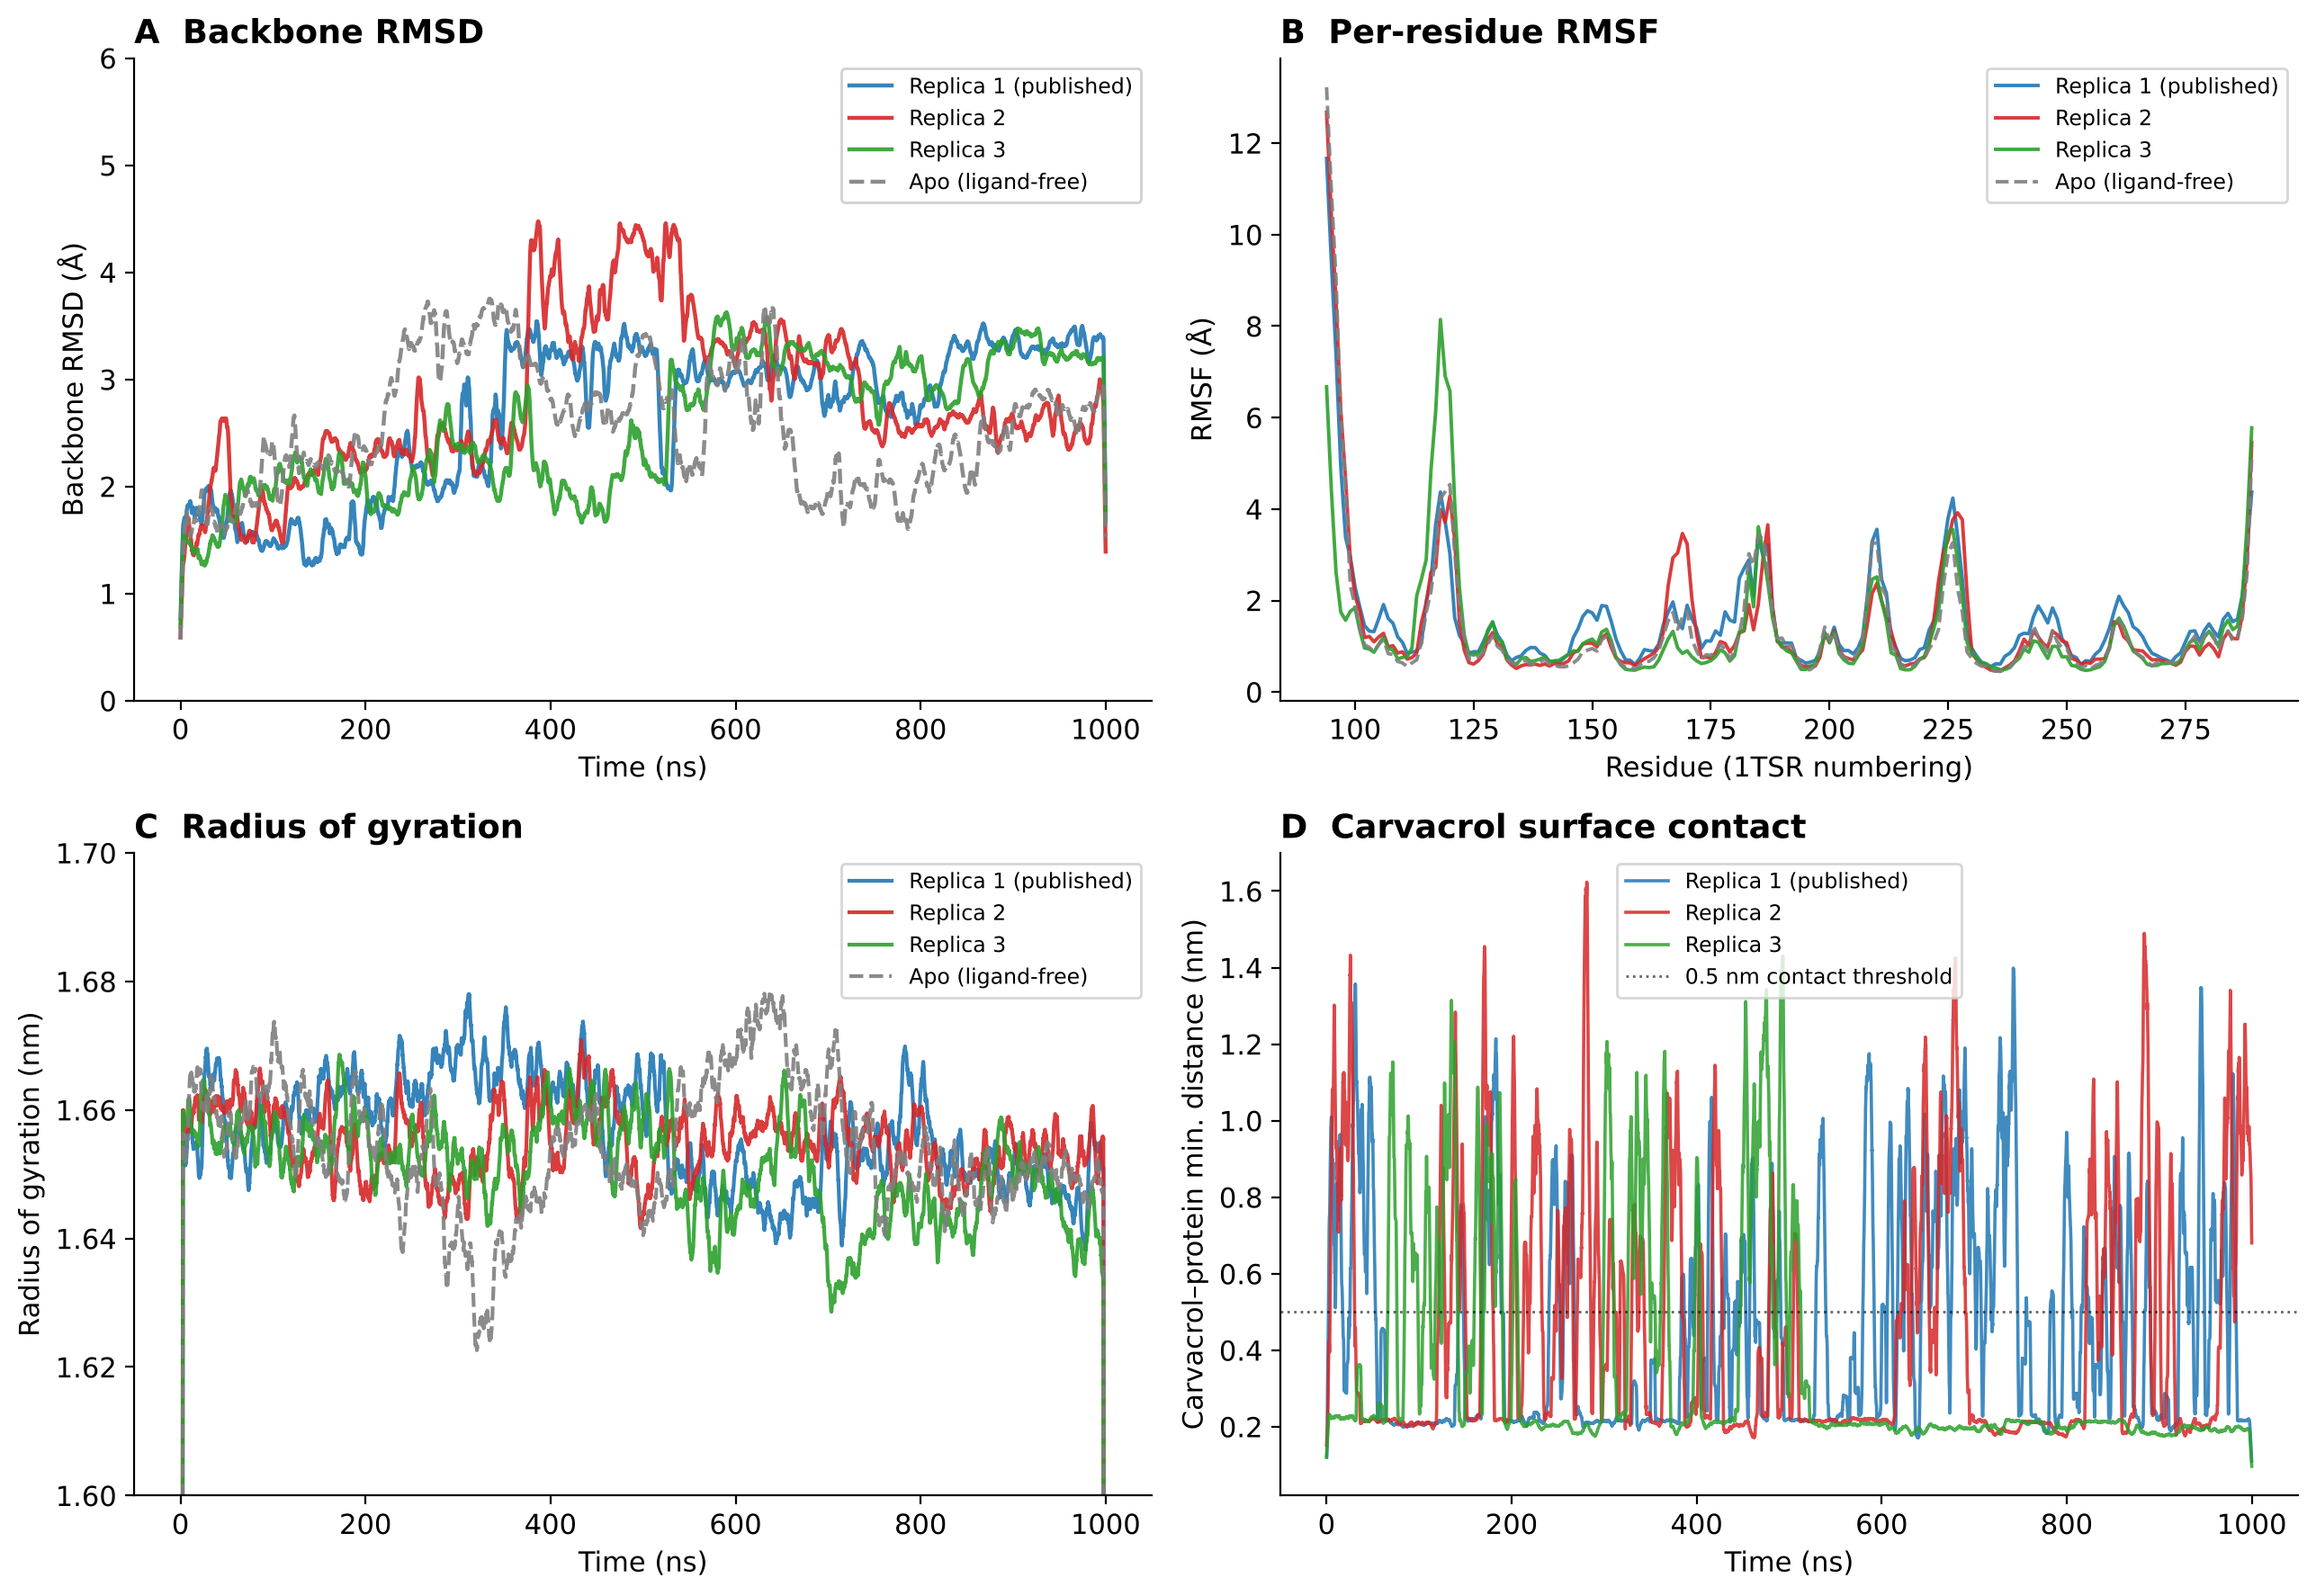 A Backbone RMSD
6
5
4
3
2
1
0
Backbone RMSD (Å)
Replica 1 (published)
Replica 2
Replica 3
Apo (ligand-free)
0 200 400 600 800 1000
Time (ns)
B Per-residue RMSF
12
10
8
6
4
2
0
RMSF (Å)
Replica 1 (published)
Replica 2
Replica 3
Apo (ligand-free)
100 125 150 175 200 225 250 275
Residue (1TSR numbering)
C Radius of gyration
1.70
1.68
1.66
1.64
1.62
1.60
Radius of gyration (nm)
Replica 1 (published)
Replica 2
Replica 3
Apo (ligand-free)
0 200 400 600 800 1000
Time (ns)
D Carvacrol surface contact
1.6
1.4
1.2
1.0
0.8
0.6
0.4
0.2
Carvacrol–protein min. distance (nm)
Replica 1 (published)
Replica 2
Replica 3
0.5 nm contact threshold
0 200 400 600 800 1000
Time (ns)